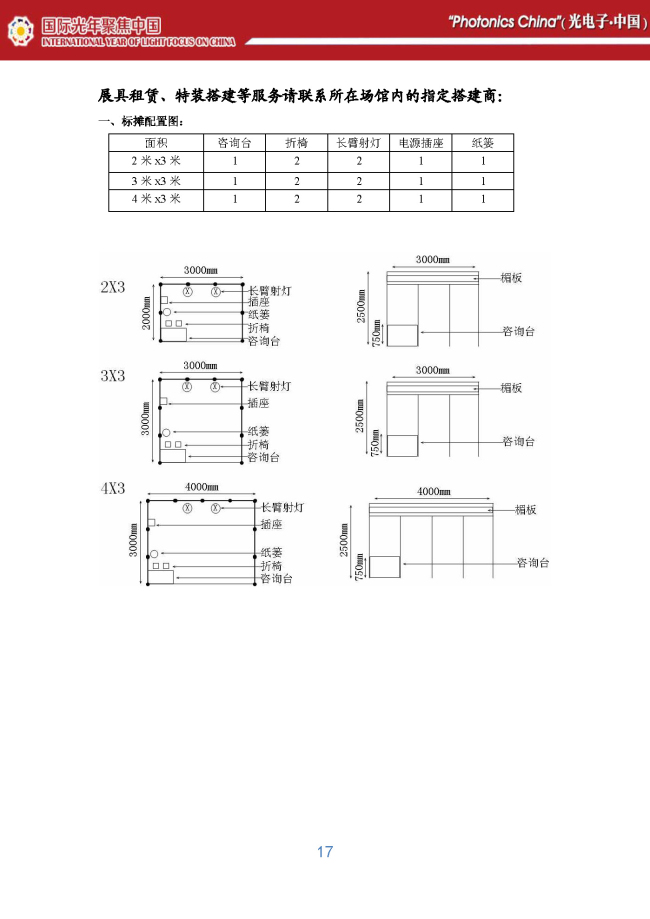 国际光年聚焦中国
INTERNATIONAL YEAR OF LIGHT FOCUS ON CHINA
"Photonics China"(光电子·中国)
展具租赁、特装搭建等服务请联系所在场馆内的指定搭建商:
一、标摊配置图:
面积 咨询台 折椅 长臂射灯 电源插座 纸篓
2 米 x3 米 1 2 2 1 1
3 米 x3 米 1 2 2 1 1
4 米 x3 米 1 2 2 1 1
2X3
3000mm
2000mm
X X
长臂射灯
插座
纸篓
折椅
咨询台
3000mm
2500mm
750mm
楣板
咨询台
3X3
3000mm
3000mm
X X
长臂射灯
插座
纸篓
折椅
咨询台
3000mm
2500mm
750mm
楣板
咨询台
4X3
4000mm
3000mm
X X
长臂射灯
插座
纸篓
折椅
咨询台
4000mm
2500mm
750mm
楣板
咨询台
17